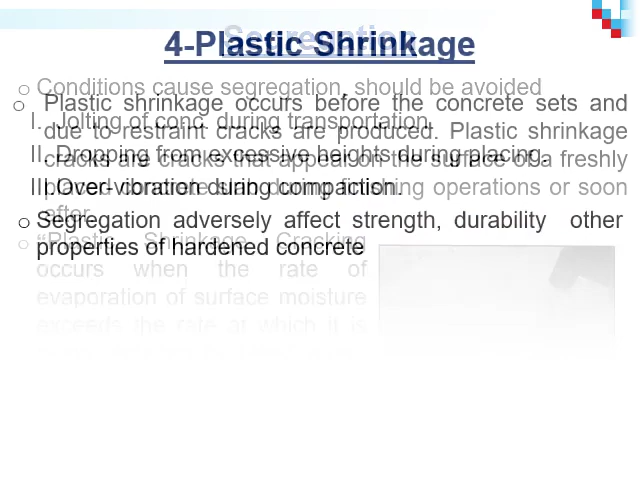 Segregation
4-Plastic Shrinkage
o Conditions cause segregation, should be avoided
I. Jolting of conc. during transportation.
II. Dropping from excessive heights during placing.
III.Over-vibration during compaction.
o Segregation adversely affect strength, durability other
properties of hardened concrete
o Plastic shrinkage occurs before the concrete sets and
due to restraint cracks are produced. Plastic shrinkage
cracks are cracks that appear on the surface of a freshly
placed concrete slab during finishing operations or soon
after.
o “Plastic Shrinkage Cracking
occurs when the rate of
evaporation of surface moisture
exceeds the rate at which it is